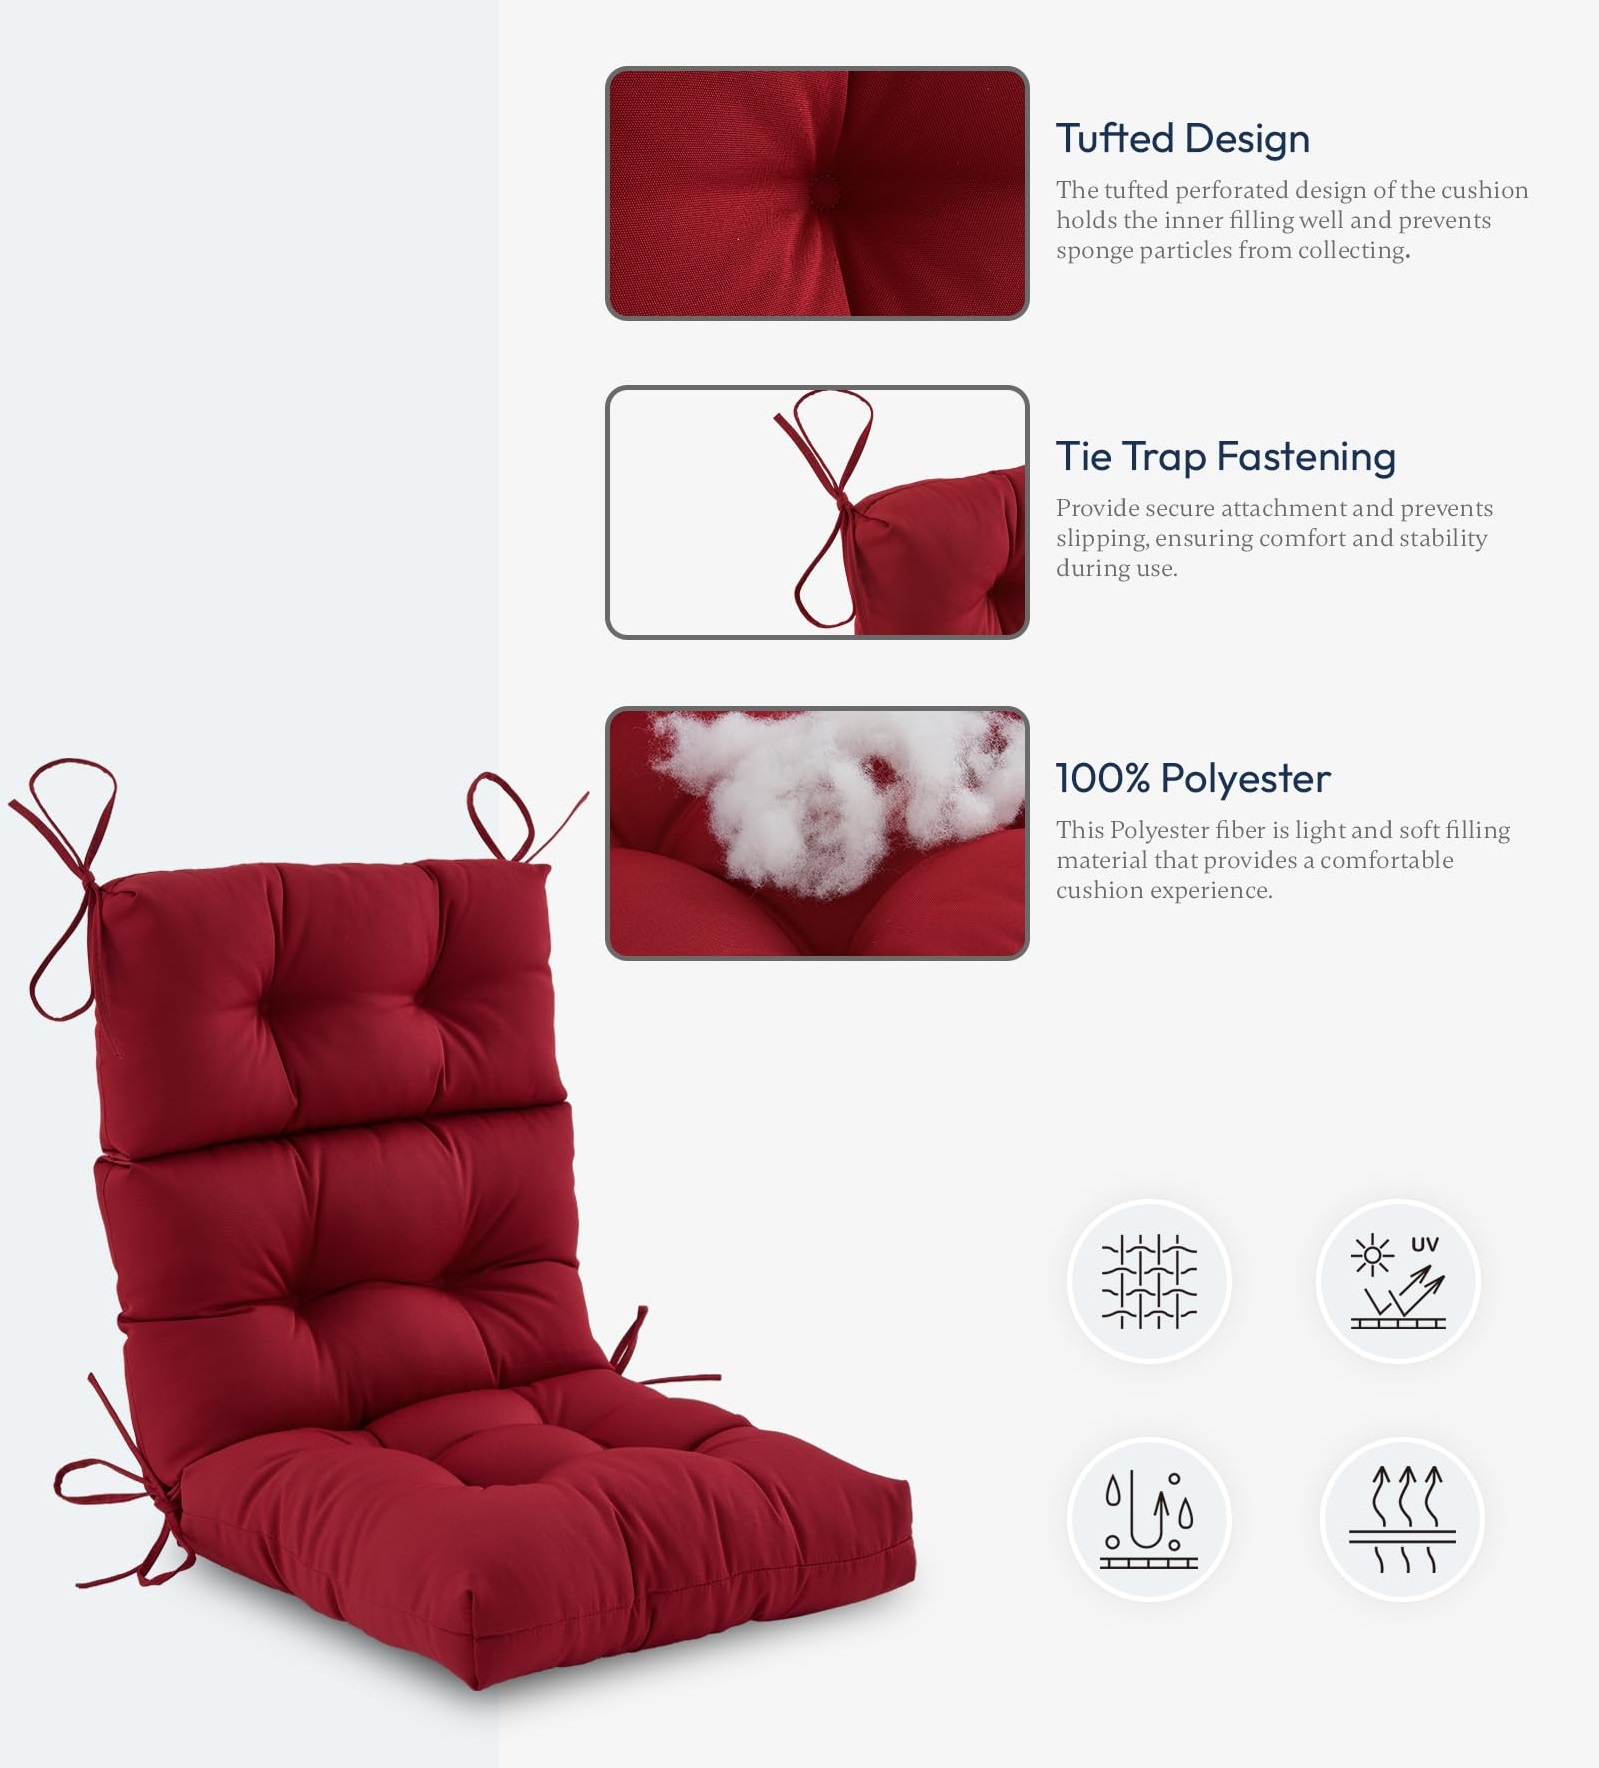 Tufted Design
The tufted perforated design of the cushion
holds the inner filling well and prevents
sponge particles from collecting.
Tie Trap Fastening
Provide secure attachment and prevents
slipping, ensuring comfort and stability
during use.
100% Polyester
This Polyester fiber is light and soft filling
material that provides a comfortable
cushion experience.
UV